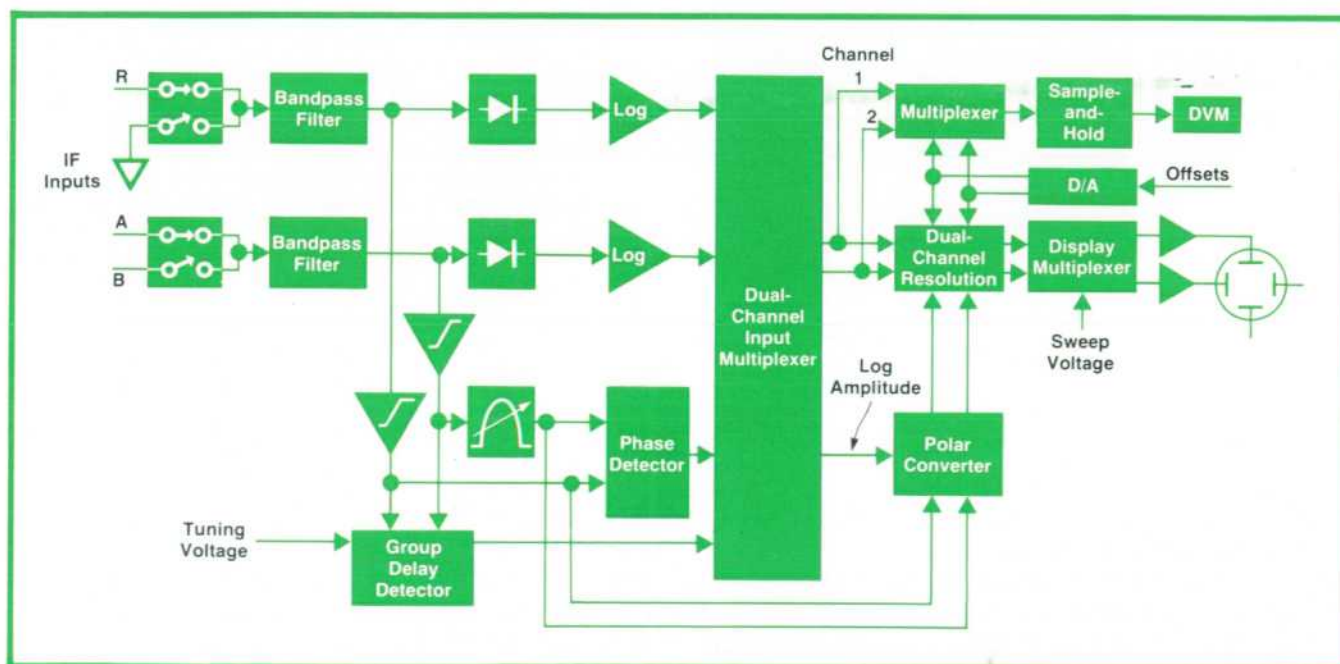 R
Bandpass
Filter
Log
IF
Inputs
A
B
Bandpass
Filter
Log
Tuning
Voltage
Group
Delay
Detector
Phase
Detector
Dual-
Channel
Input
Multiplexer
Channel
1
2
Multiplexer
Sample-
and-
Hold
DVM
D/A
Offsets
Dual-
Channel
Resolution
Display
Multiplexer
Sweep
Voltage
Log
Amplitude
Polar
Converter